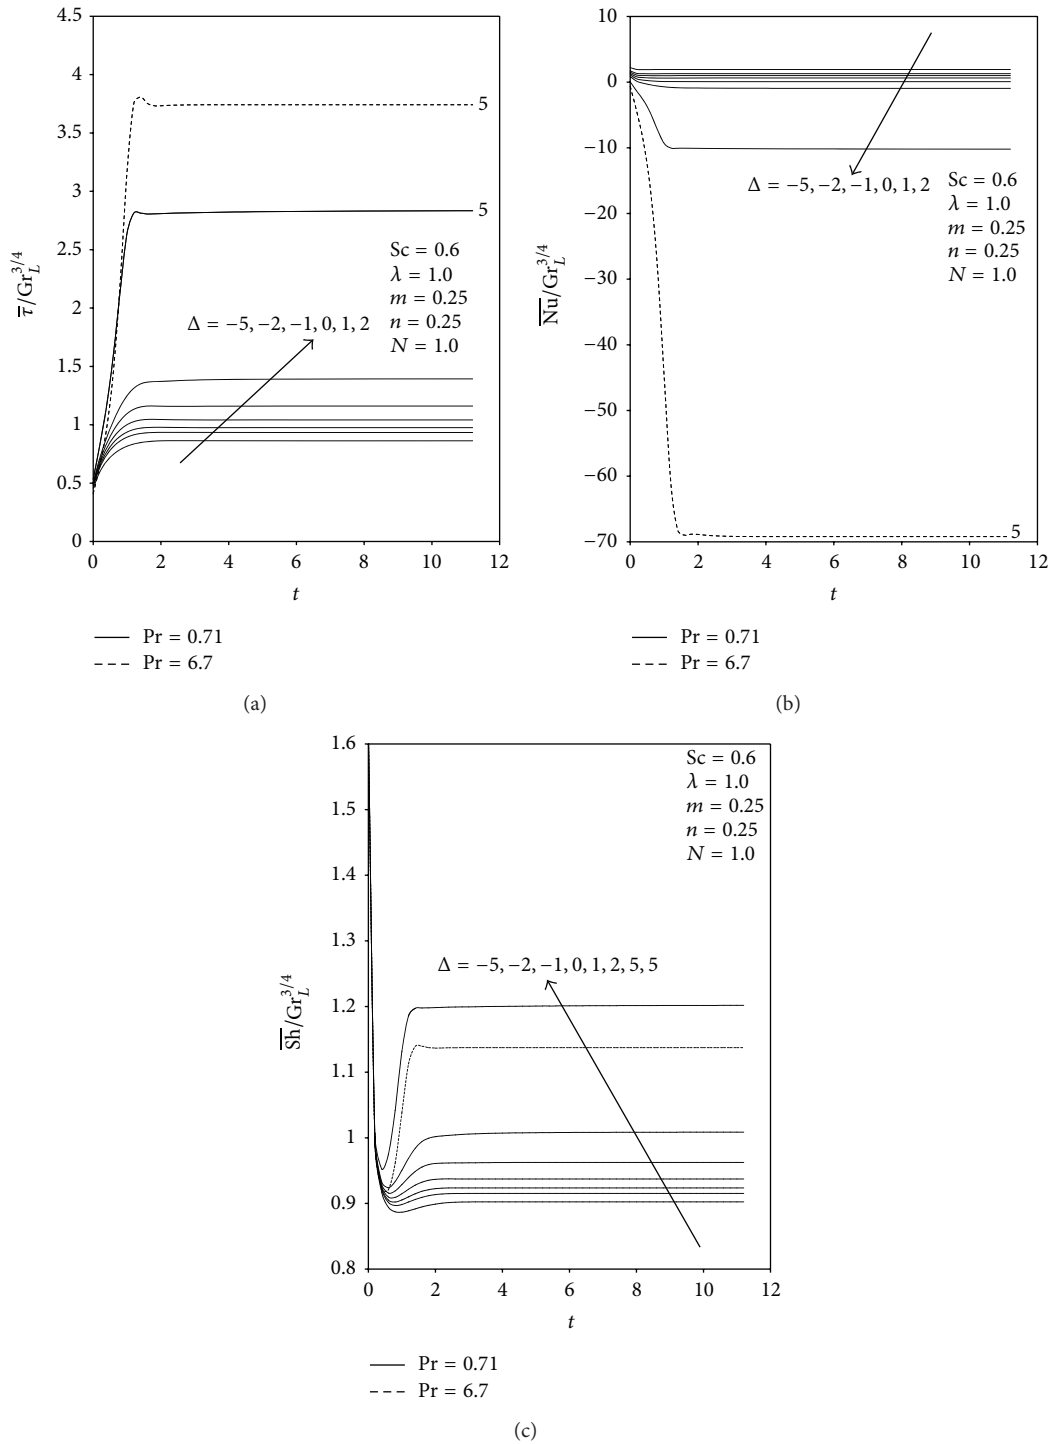 4.5
4
3.5
3
2.5
2
1.5
1
0.5
0
0 2 4 6 8 10 12
τ̅/Gr_L^{3/4}
t
5
5
Sc = 0.6
λ = 1.0
m = 0.25
n = 0.25
N = 1.0
Δ = −5, −2, −1, 0, 1, 2
Pr = 0.71
Pr = 6.7
(a)
10
0
−10
−20
−30
−40
−50
−60
−70
0 2 4 6 8 10 12
N̅u̅/Gr_L^{3/4}
t
Δ = −5, −2, −1, 0, 1, 2
Sc = 0.6
λ = 1.0
m = 0.25
n = 0.25
N = 1.0
5
Pr = 0.71
Pr = 6.7
(b)
1.6
1.5
1.4
1.3
1.2
1.1
1
0.9
0.8
0 2 4 6 8 10 12
S̅h̅/Gr_L^{3/4}
t
Sc = 0.6
λ = 1.0
m = 0.25
n = 0.25
N = 1.0
Δ = −5, −2, −1, 0, 1, 2, 5, 5
Pr = 0.71
Pr = 6.7
(c)